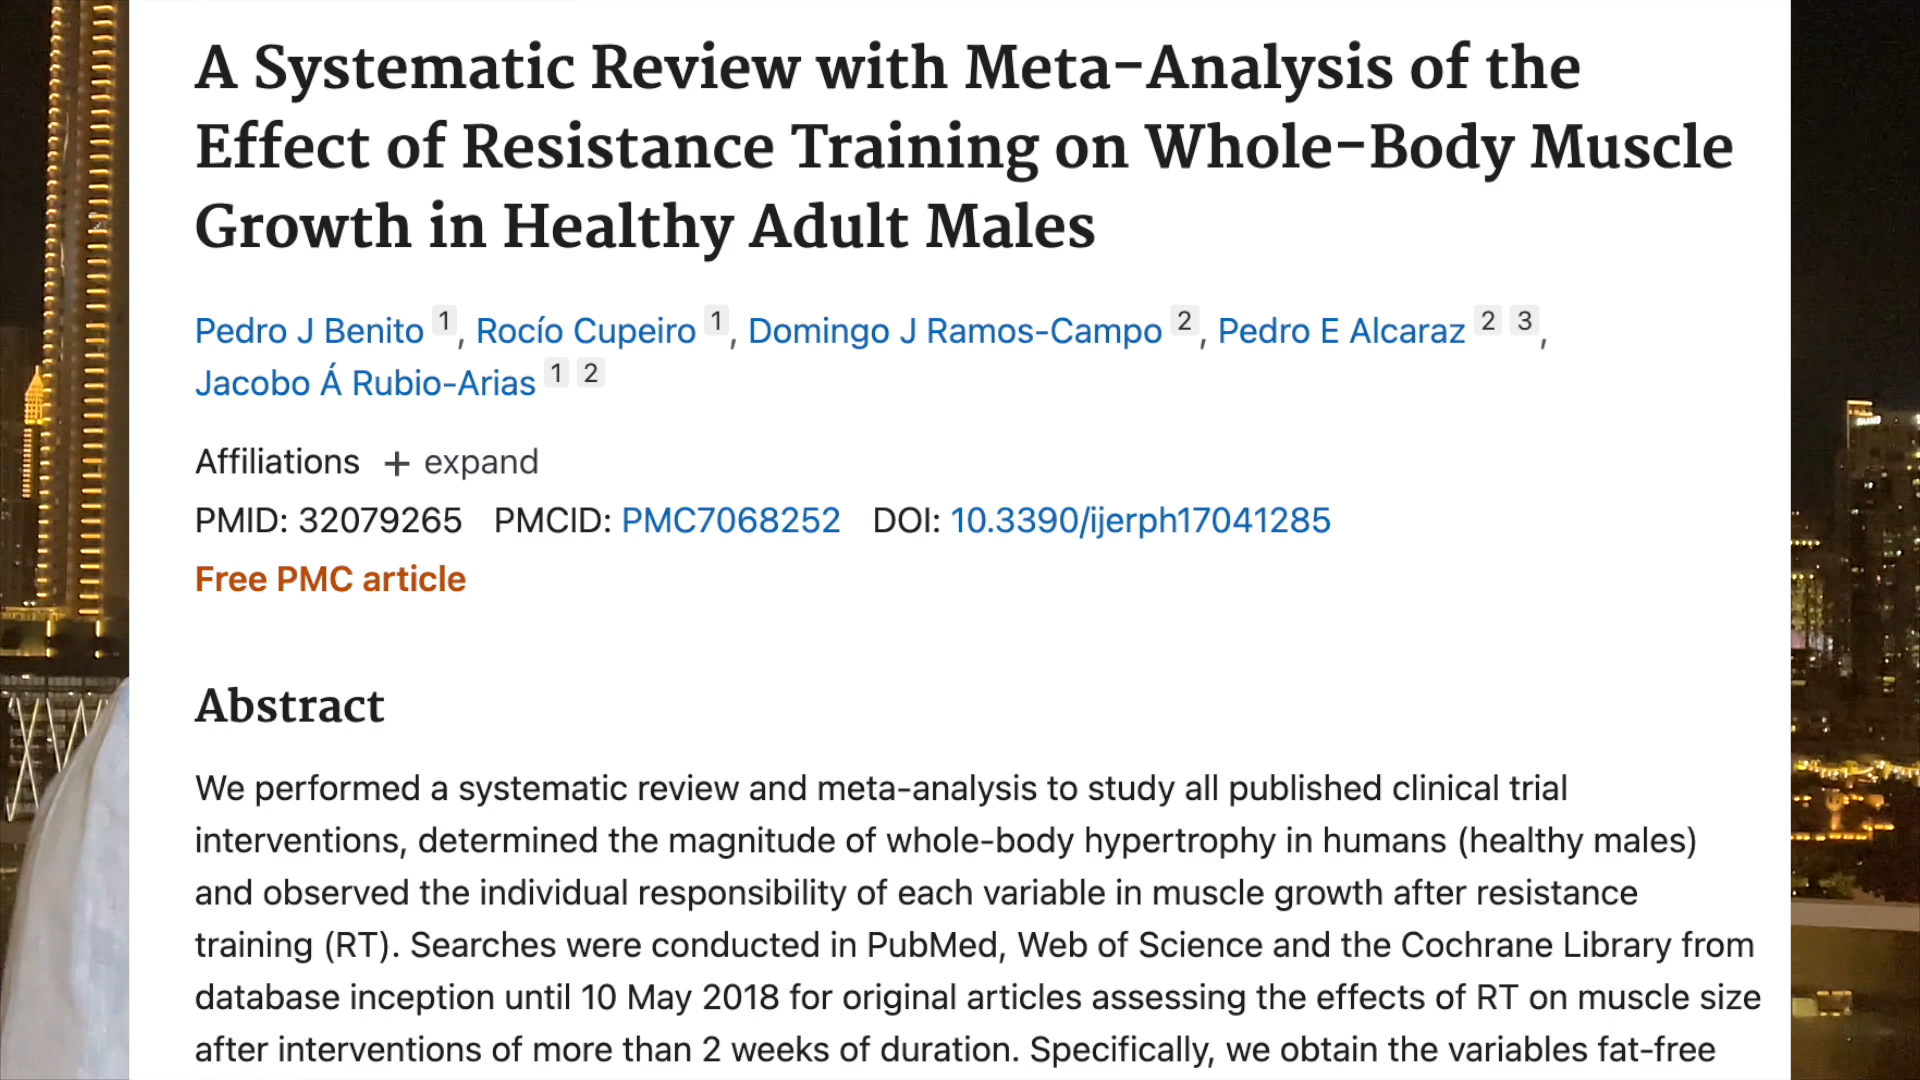 A Systematic Review with Meta-Analysis of the
Effect of Resistance Training on Whole-Body Muscle
Growth in Healthy Adult Males
Pedro J Benito 1, Rocío Cupeiro 1, Domingo J Ramos-Campo 2, Pedro E Alcaraz 2 3,
Jacobo Á Rubio-Arias 1 2
Affiliations + expand
PMID: 32079265 PMCID: PMC7068252 DOI: 10.3390/ijerph17041285
Free PMC article
Abstract
We performed a systematic review and meta-analysis to study all published clinical trial
interventions, determined the magnitude of whole-body hypertrophy in humans (healthy males)
and observed the individual responsibility of each variable in muscle growth after resistance
training (RT). Searches were conducted in PubMed, Web of Science and the Cochrane Library from
database inception until 10 May 2018 for original articles assessing the effects of RT on muscle size
after interventions of more than 2 weeks of duration. Specifically, we obtain the variables fat-free